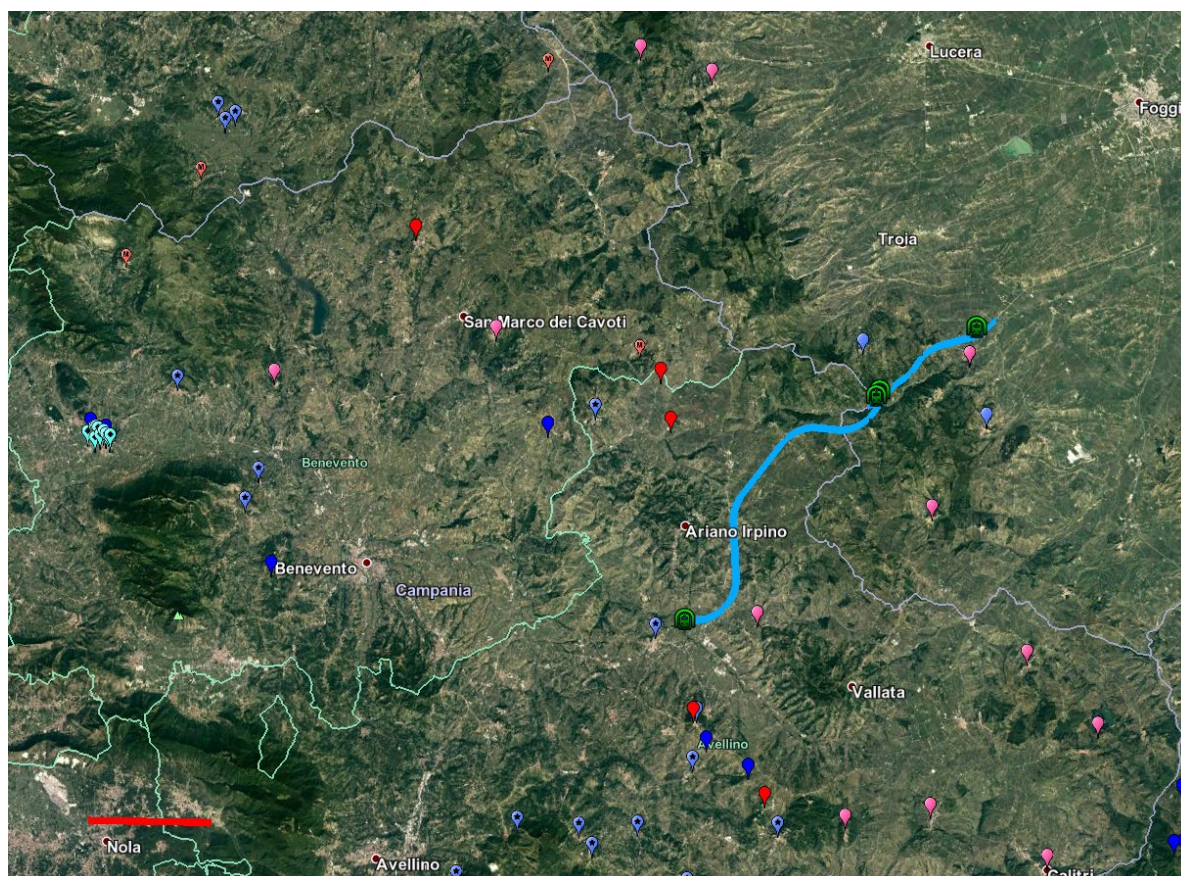 Lucera
Foggi
Troia
San Marco dei Cavoti
Benevento
Ariano Irpino
Benevento
Campania
Vallata
Avellino
Nola
Avellino
Calitri